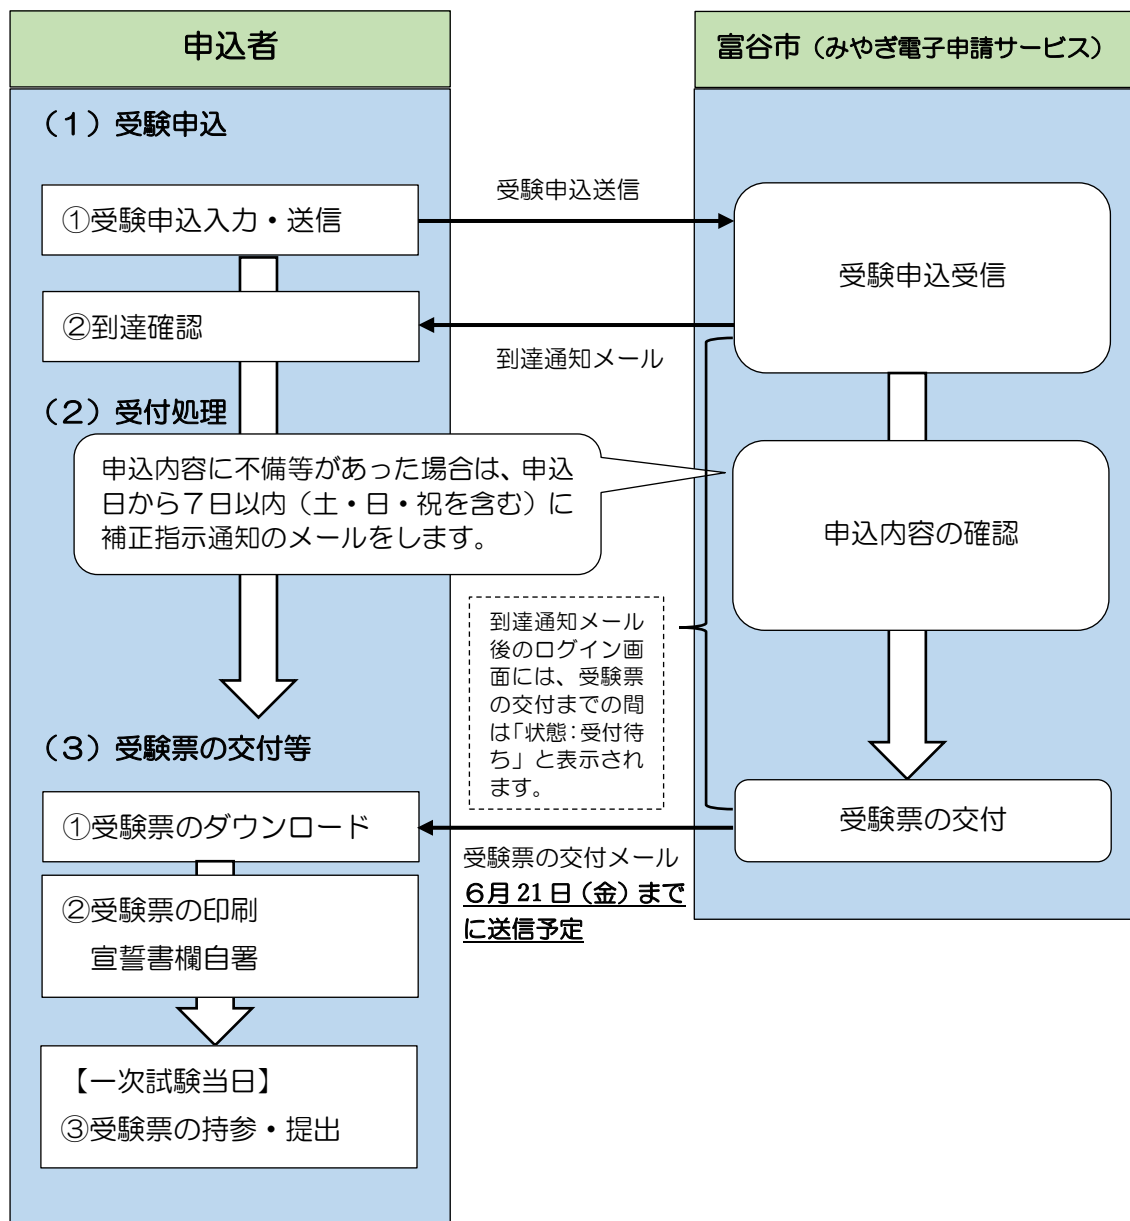 申込者
富谷市（みやぎ電子申請サービス）
（１）受験申込
①受験申込入力・送信
受験申込送信
受験申込受信
②到達確認
到達通知メール
（２）受付処理
申込内容に不備等があった場合は、申込
日から７日以内（土・日・祝を含む）に
補正指示通知のメールをします。
申込内容の確認
到達通知メール
後のログイン画
面には、受験票
の交付までの間
は「状態：受付待
ち」と表示され
ます。
（３）受験票の交付等
①受験票のダウンロード
受験票の交付
受験票の交付メール
６月 21 日（金）まで
に送信予定
②受験票の印刷
宣誓書欄自署
【一次試験当日】
③受験票の持参・提出